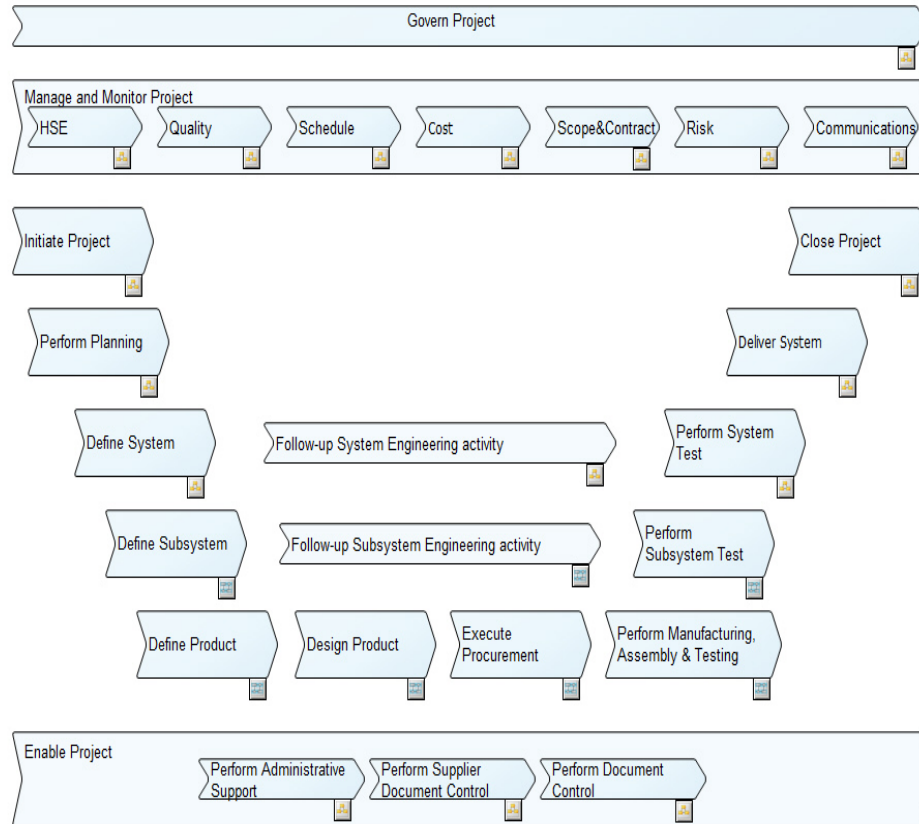 Govern Project
Manage and Monitor Project
HSE
Quality
Schedule
Cost
Scope&Contract
Risk
Communications
Initiate Project
Close Project
Perform Planning
Deliver System
Define System
Follow-up System Engineering activity
Perform System
Test
Define Subsystem
Follow-up Subsystem Engineering activity
Perform
Subsystem Test
Define Product
Design Product
Execute
Procurement
Perform Manufacturing,
Assembly & Testing
Enable Project
Perform Administrative
Support
Perform Supplier
Document Control
Perform Document
Control